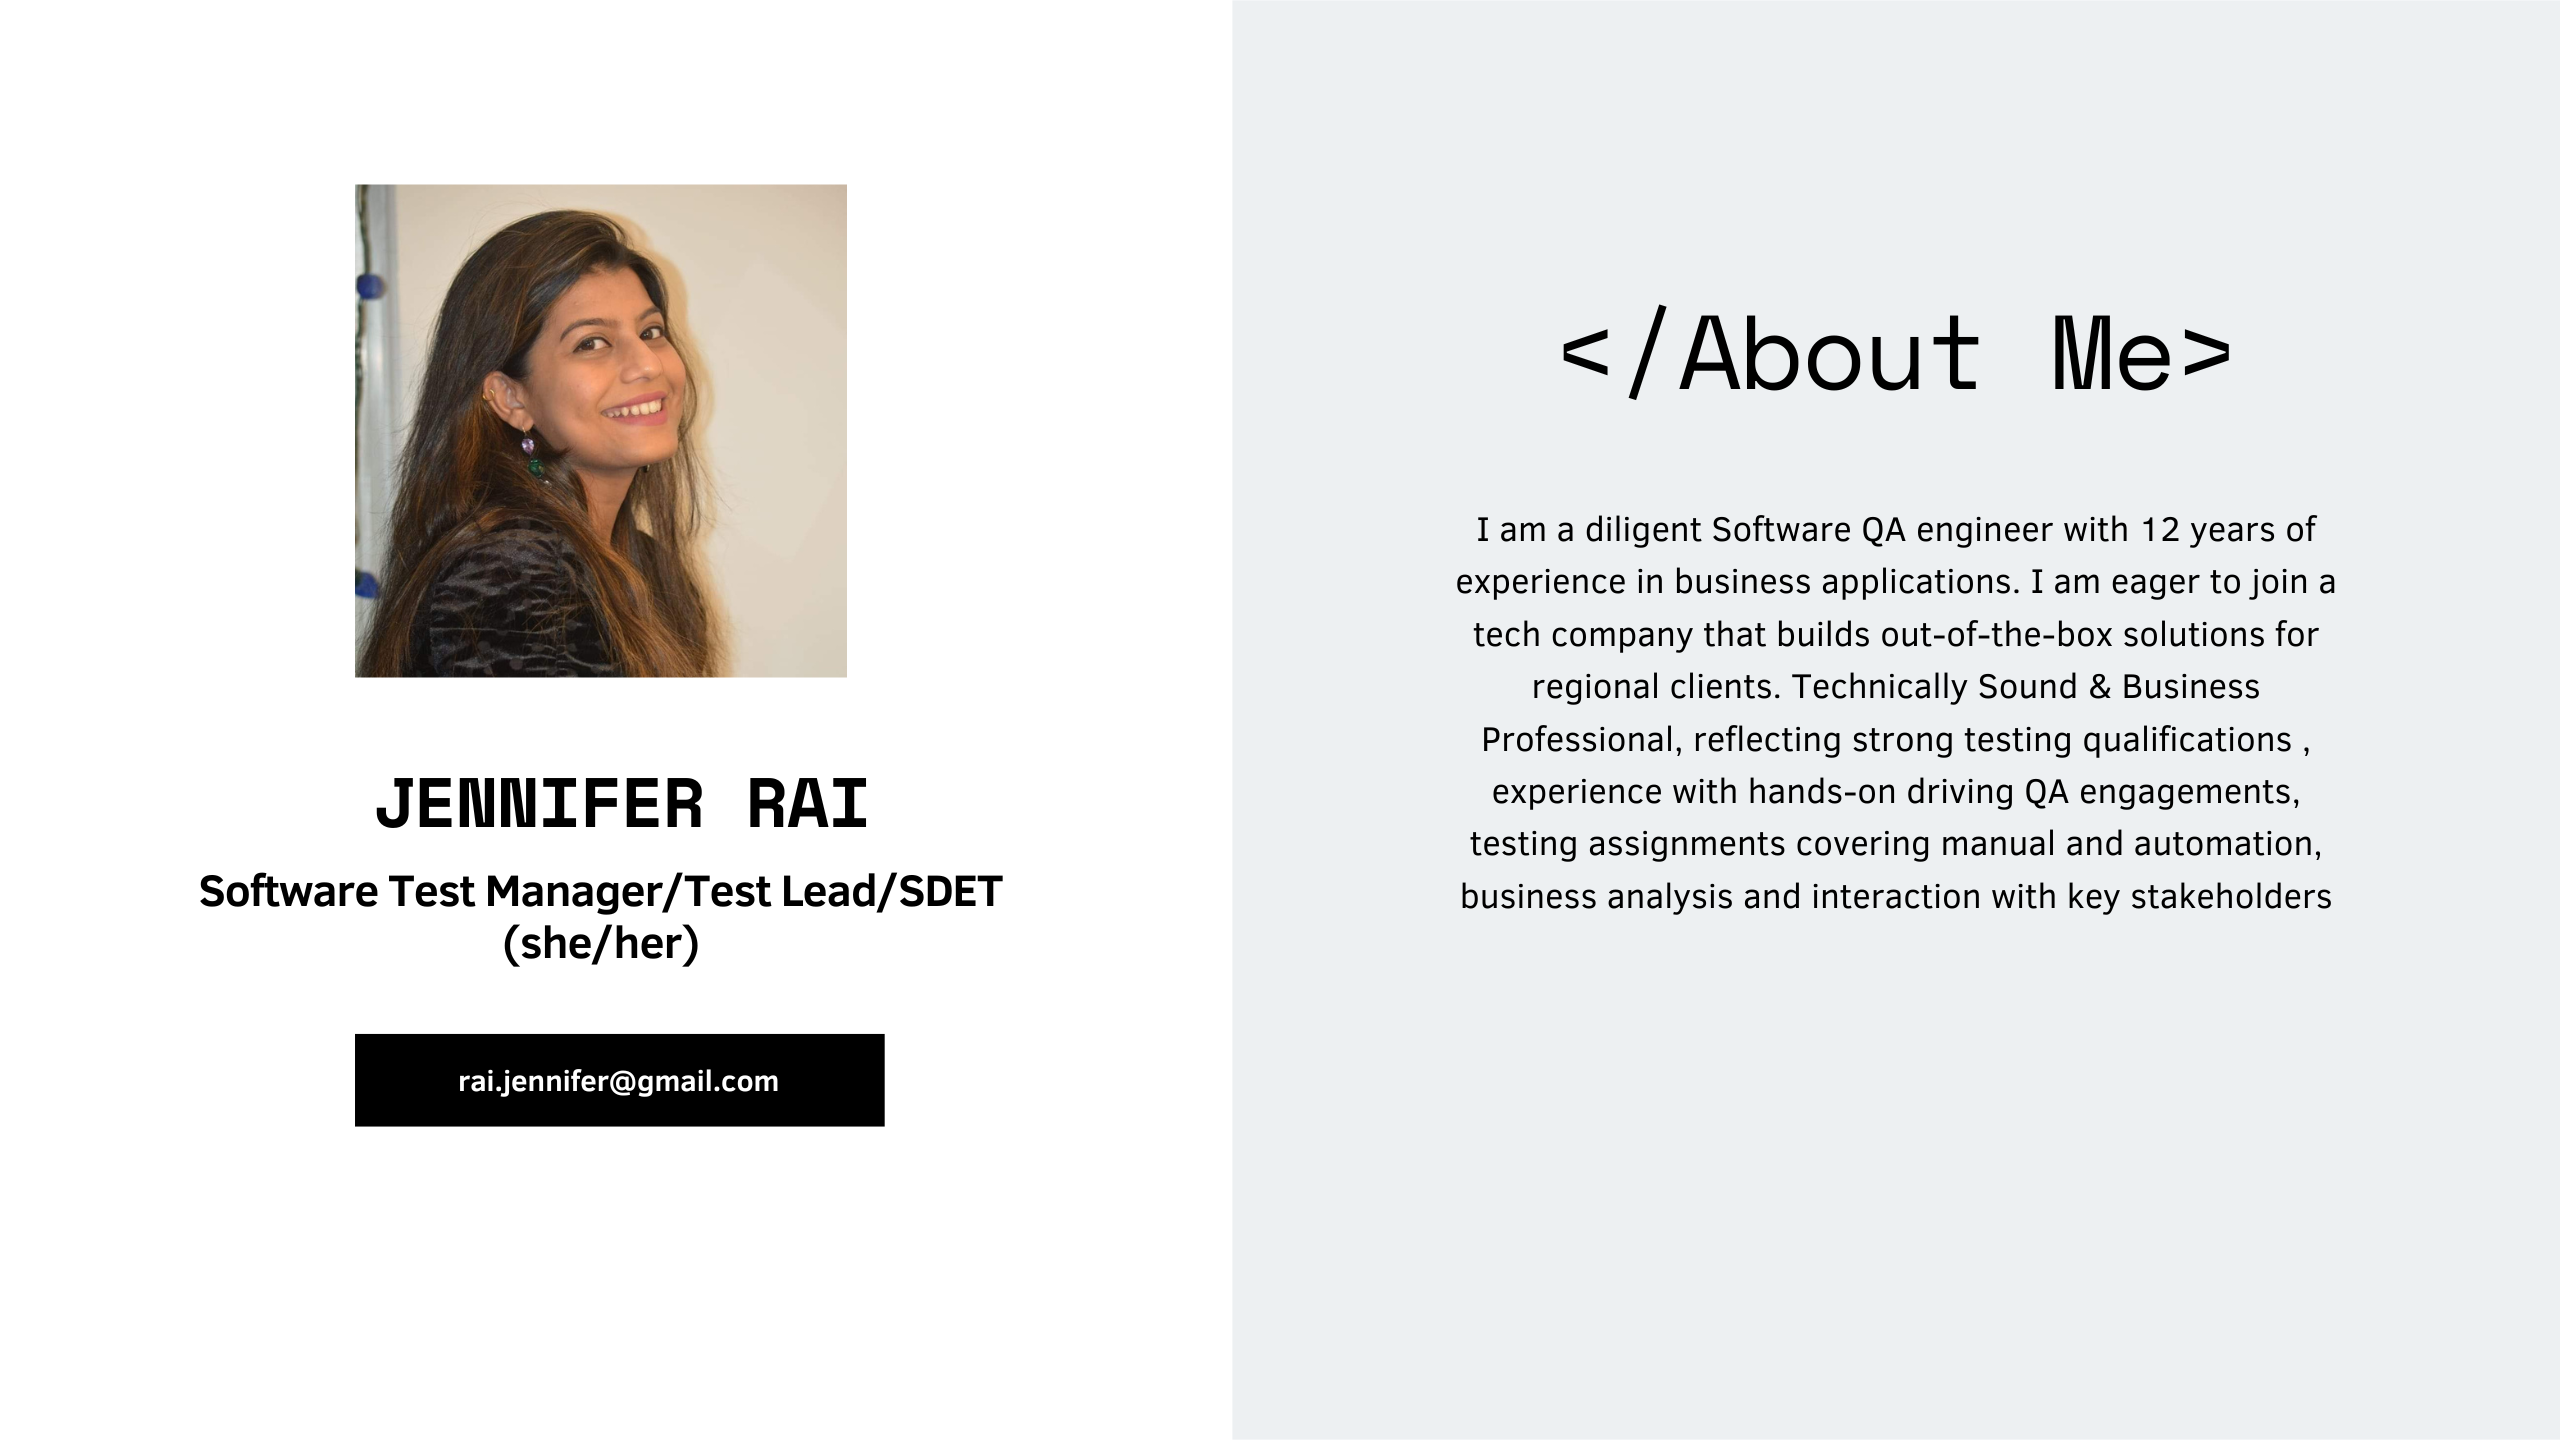 JENNIFER RAI
Software Test Manager/Test Lead/SDET
(she/her)
rai.jennifer@gmail.com
</About Me>
I am a diligent Software QA engineer with 12 years of
experience in business applications. I am eager to join a
tech company that builds out-of-the-box solutions for
regional clients. Technically Sound & Business
Professional, reflecting strong testing qualifications ,
experience with hands-on driving QA engagements,
testing assignments covering manual and automation,
business analysis and interaction with key stakeholders